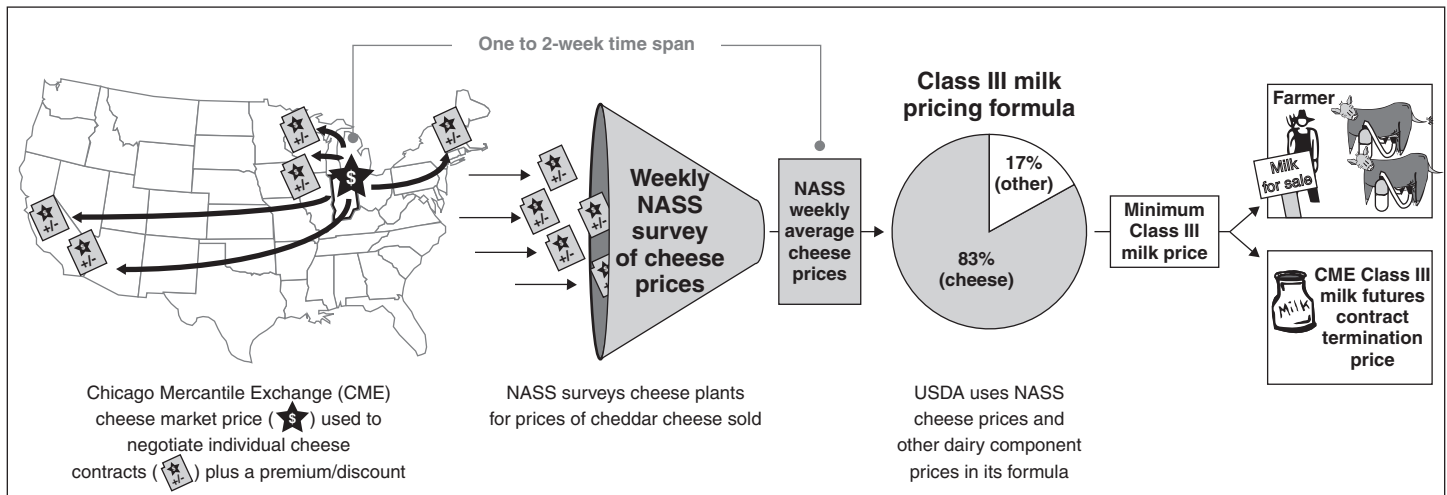 One to 2-week time span
$
+/-
+/-
+/-
+/-
+/-
+/-
+/-
+/-
+/-
+/-
Weekly
NASS
survey
of cheese
prices
NASS
weekly
average
cheese
prices
Class III milk
pricing formula
17%
(other)
83%
(cheese)
Minimum
Class III
milk price
Farmer
Milk
for sale
Milk
CME Class III
milk futures
contract
termination
price
Chicago Mercantile Exchange (CME)
cheese market price ( $ ) used to
negotiate individual cheese
contracts ( +/- ) plus a premium/discount
NASS surveys cheese plants
for prices of cheddar cheese sold
USDA uses NASS
cheese prices and
other dairy component
prices in its formula